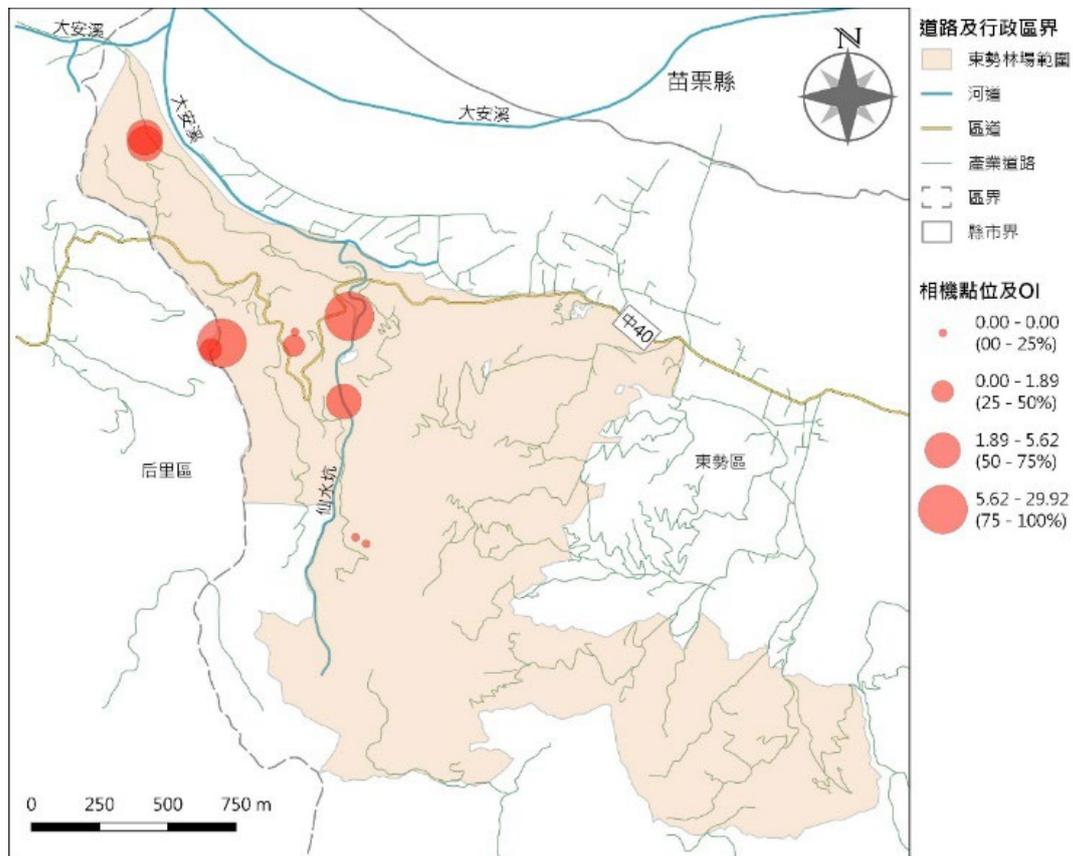 大安溪
大安溪
大安溪
苗栗縣
N
中40
后里區
仙水坑
東勢區
0 250 500 750 m
道路及行政區界
東勢林場範圍
河道
區道
產業道路
區界
縣市界
相機點位及OI
0.00 - 0.00
(00 - 25%)
0.00 - 1.89
(25 - 50%)
1.89 - 5.62
(50 - 75%)
5.62 - 29.92
(75 - 100%)